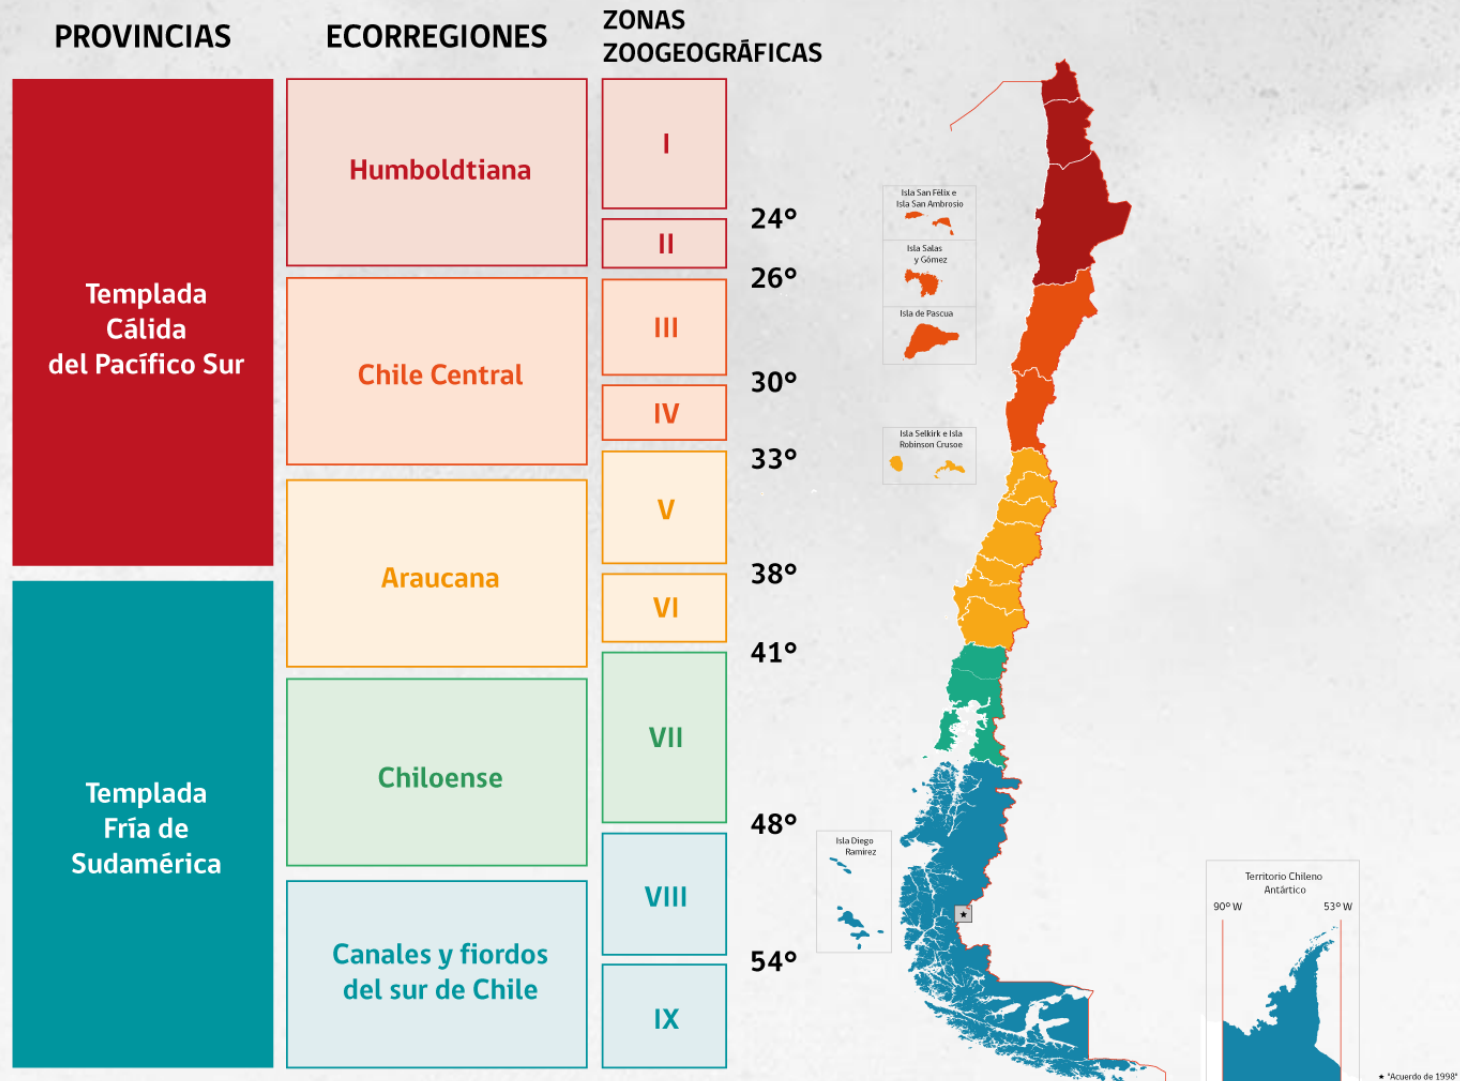 PROVINCIAS
ECORREGIONES
ZONAS
ZOOGEOGRÁFICAS
Templada
Cálida
del Pacífico Sur
Templada
Fría de
Sudamérica
Humboldtiana
Chile Central
Araucana
Chiloense
Canales y fiordos
del sur de Chile
I
II
III
IV
V
VI
VII
VIII
IX
24°
26°
30°
33°
38°
41°
48°
54°
Isla San Félix e
Isla San Ambrosio
Isla Salas
y Gómez
Isla de Pascua
Isla Selkirk e Isla
Robinson Crusoe
Isla Diego
Ramirez
★
Territorio Chileno
Antártico
90° W
53° W
★ "Acuerdo de 1998"